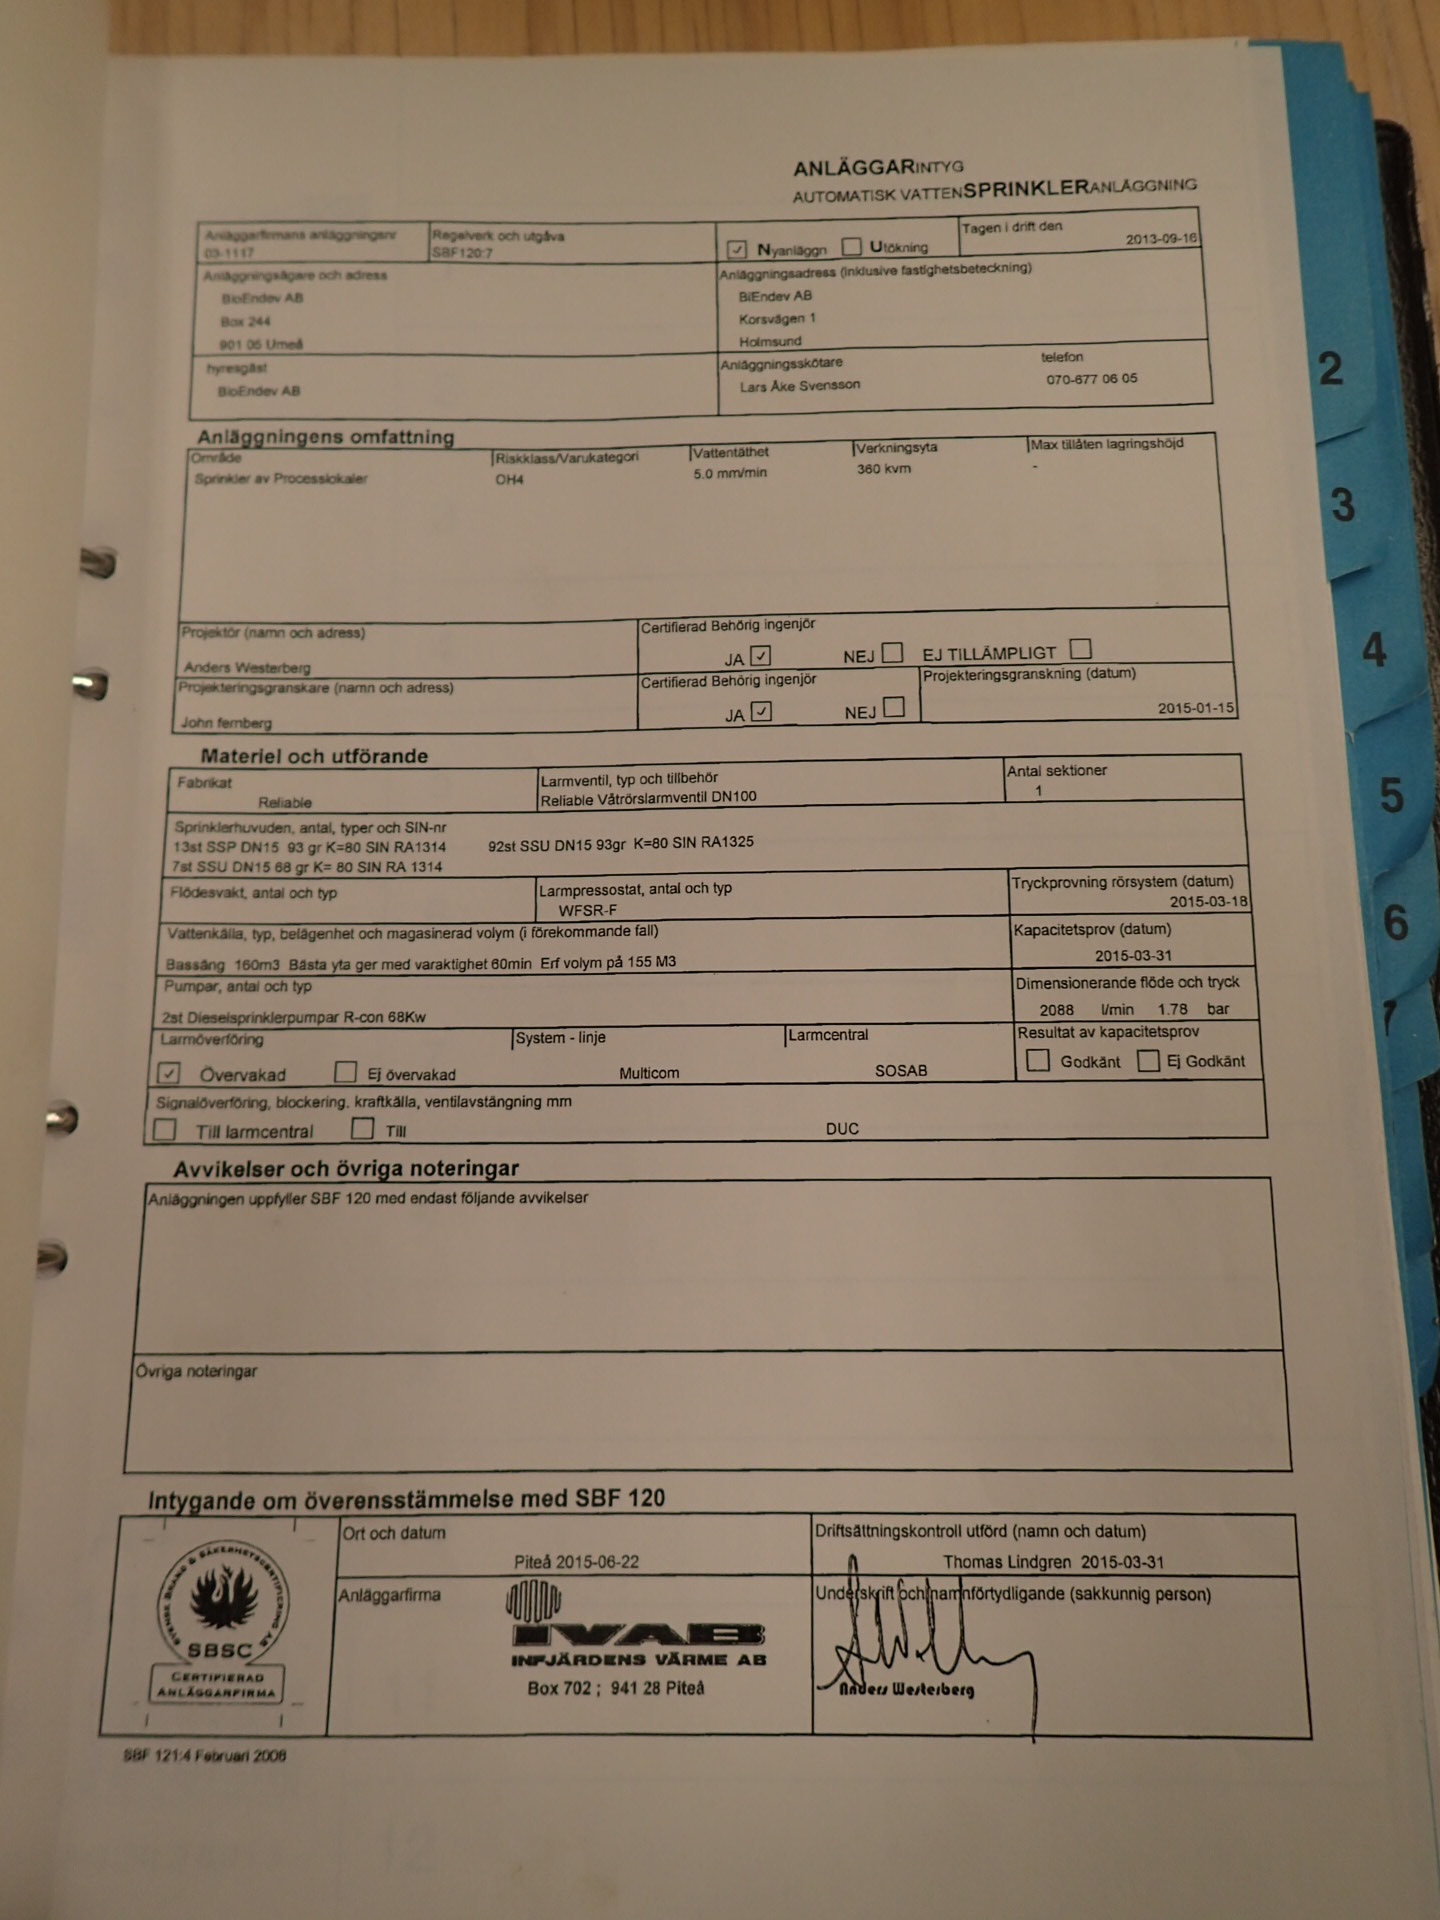 ANLÄGGARINTYG
AUTOMATISK VATTENSPRINKLERANLÄGGNING
Anläggarfirmans anläggningsnr
03-1117
Regelverk och utgåva
SBF120:7
Nyanläggn
Utökning
Tagen i drift den
2013-09-16
Anläggningsägare och adress
BioEndev AB
Box 244
901 05 Umeå
Anläggningsadress (inklusive fastighetsbeteckning)
BiEndev AB
Korsvägen 1
Holmsund
hyresgäst
BioEndev AB
Anläggningsskötare
Lars Åke Svensson
telefon
070-677 06 05
Anläggningens omfattning
Område
Riskklass/Varukategori
Vattentäthet
Verkningsyta
Max tillåten lagringshöjd
Sprinkler av Processlokaler
OH4
5.0 mm/min
360 kvm
-
Projektör (namn och adress)
Anders Westerberg
Certifierad Behörig ingenjör
JA
NEJ
EJ TILLÄMPLIGT
Projekteringsgranskare (namn och adress)
John fernberg
Certifierad Behörig ingenjör
JA
NEJ
Projekteringsgranskning (datum)
2015-01-15
Materiel och utförande
Fabrikat
Reliable
Larmventil, typ och tillbehör
Reliable Våtrörslarmventil DN100
Antal sektioner
1
Sprinklerhuvuden, antal, typer och SIN-nr
13st SSP DN15 93 gr K=80 SIN RA1314
92st SSU DN15 93gr K=80 SIN RA1325
7st SSU DN15 68 gr K= 80 SIN RA 1314
Flödesvakt, antal och typ
Larmpressostat, antal och typ
WFSR-F
Tryckprovning rörsystem (datum)
2015-03-18
Vattenkälla, typ, belägenhet och magasinerad volym (i förekommande fall)
Bassäng 160m3 Bästa yta ger med varaktighet 60min Erf volym på 155 M3
Kapacitetsprov (datum)
2015-03-31
Pumpar, antal och typ
2st Dieselsprinklerpumpar R-con 68Kw
Dimensionerande flöde och tryck
2088 l/min 1.78 bar
Larmöverföring
Övervakad
Ej övervakad
System - linje
Multicom
Larmcentral
SOSAB
Resultat av kapacitetsprov
Godkänt
Ej Godkänt
Signalöverföring, blockering, kraftkälla, ventilavstängning mm
Till larmcentral
Till
DUC
Avvikelser och övriga noteringar
Anläggningen uppfyller SBF 120 med endast följande avvikelser
Övriga noteringar
Intygande om överensstämmelse med SBF 120
SVENSK BRAND & SÄKERHETSCERTIFIERING AB
SBSC
CERTIFIERAD
ANLÄGGARFIRMA
Ort och datum
Piteå 2015-06-22
Driftsättningskontroll utförd (namn och datum)
Thomas Lindgren 2015-03-31
Anläggarfirma
IVAB
INFJÄRDENS VÄRME AB
Box 702 ; 941 28 Piteå
Underskrift och namnförtydligande (sakkunnig person)
Anders Westerberg
SBF 121:4 Februari 2006
2
3
4
5
6
7